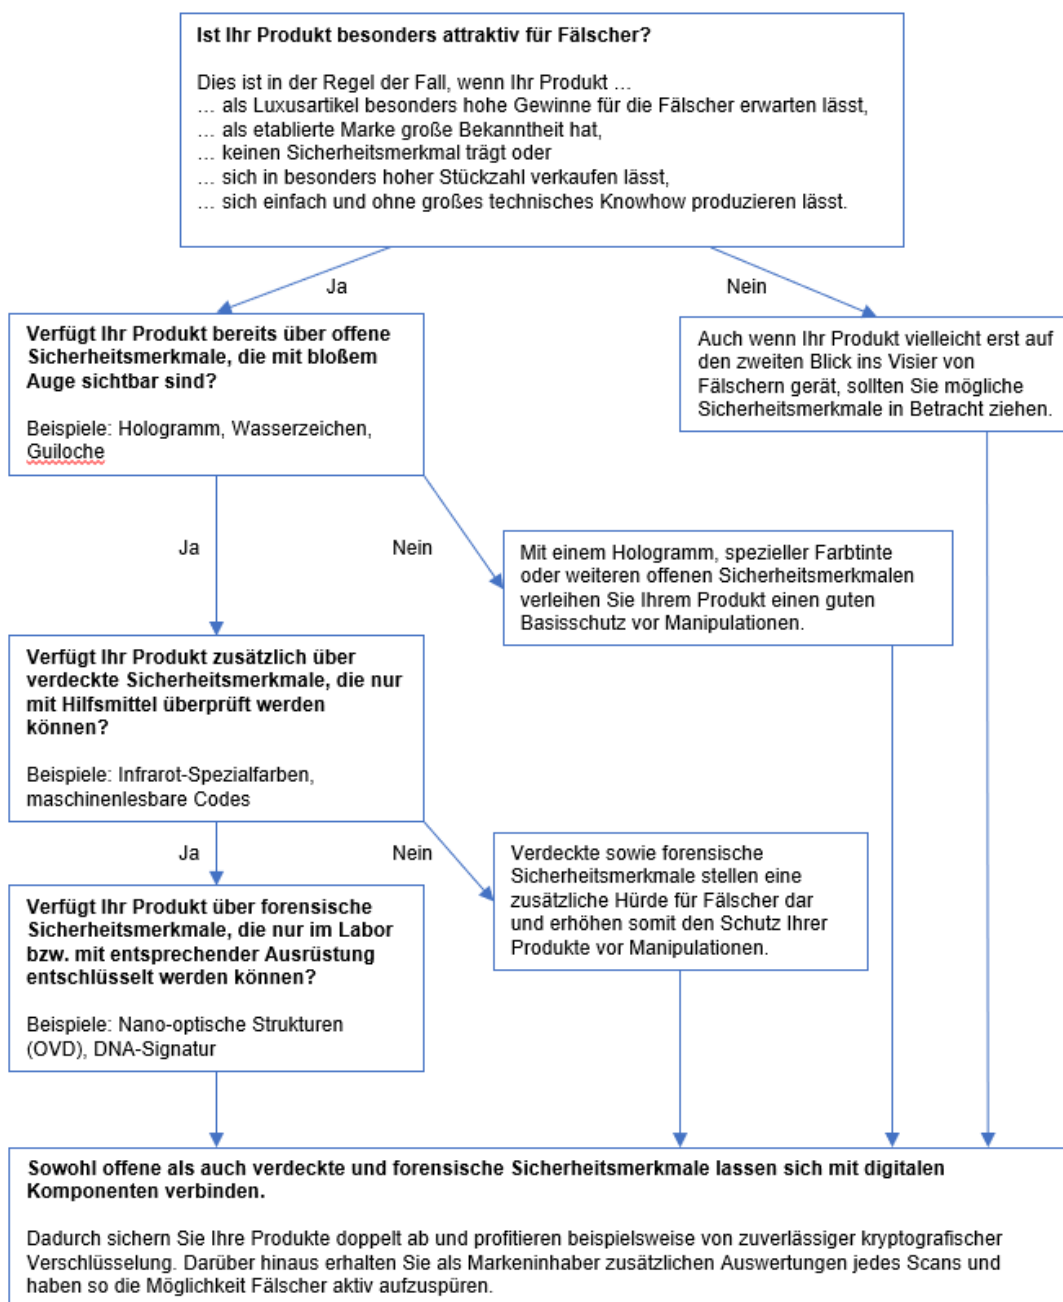 Ist Ihr Produkt besonders attraktiv für Fälscher?
Dies ist in der Regel der Fall, wenn Ihr Produkt …
… als Luxusartikel besonders hohe Gewinne für die Fälscher erwarten lässt,
… als etablierte Marke große Bekanntheit hat,
… keinen Sicherheitsmerkmal trägt oder
… sich in besonders hoher Stückzahl verkaufen lässt,
… sich einfach und ohne großes technisches Knowhow produzieren lässt.
Ja
Nein
Verfügt Ihr Produkt bereits über offene
Sicherheitsmerkmale, die mit bloßem
Auge sichtbar sind?
Beispiele: Hologramm, Wasserzeichen,
Guiloche
Auch wenn Ihr Produkt vielleicht erst auf
den zweiten Blick ins Visier von
Fälschern gerät, sollten Sie mögliche
Sicherheitsmerkmale in Betracht ziehen.
Ja
Nein
Mit einem Hologramm, spezieller Farbtinte
oder weiteren offenen Sicherheitsmerkmalen
verleihen Sie Ihrem Produkt einen guten
Basisschutz vor Manipulationen.
Verfügt Ihr Produkt zusätzlich über
verdeckte Sicherheitsmerkmale, die nur
mit Hilfsmittel überprüft werden
können?
Beispiele: Infrarot-Spezialfarben,
maschinenlesbare Codes
Ja
Nein
Verdeckte sowie forensische
Sicherheitsmerkmale stellen eine
zusätzliche Hürde für Fälscher dar
und erhöhen somit den Schutz Ihrer
Produkte vor Manipulationen.
Verfügt Ihr Produkt über forensische
Sicherheitsmerkmale, die nur im Labor
bzw. mit entsprechender Ausrüstung
entschlüsselt werden können?
Beispiele: Nano-optische Strukturen
(OVD), DNA-Signatur
Sowohl offene als auch verdeckte und forensische Sicherheitsmerkmale lassen sich mit digitalen
Komponenten verbinden.
Dadurch sichern Sie Ihre Produkte doppelt ab und profitieren beispielsweise von zuverlässiger kryptografischer
Verschlüsselung. Darüber hinaus erhalten Sie als Markeninhaber zusätzlichen Auswertungen jedes Scans und
haben so die Möglichkeit Fälscher aktiv aufzuspüren.